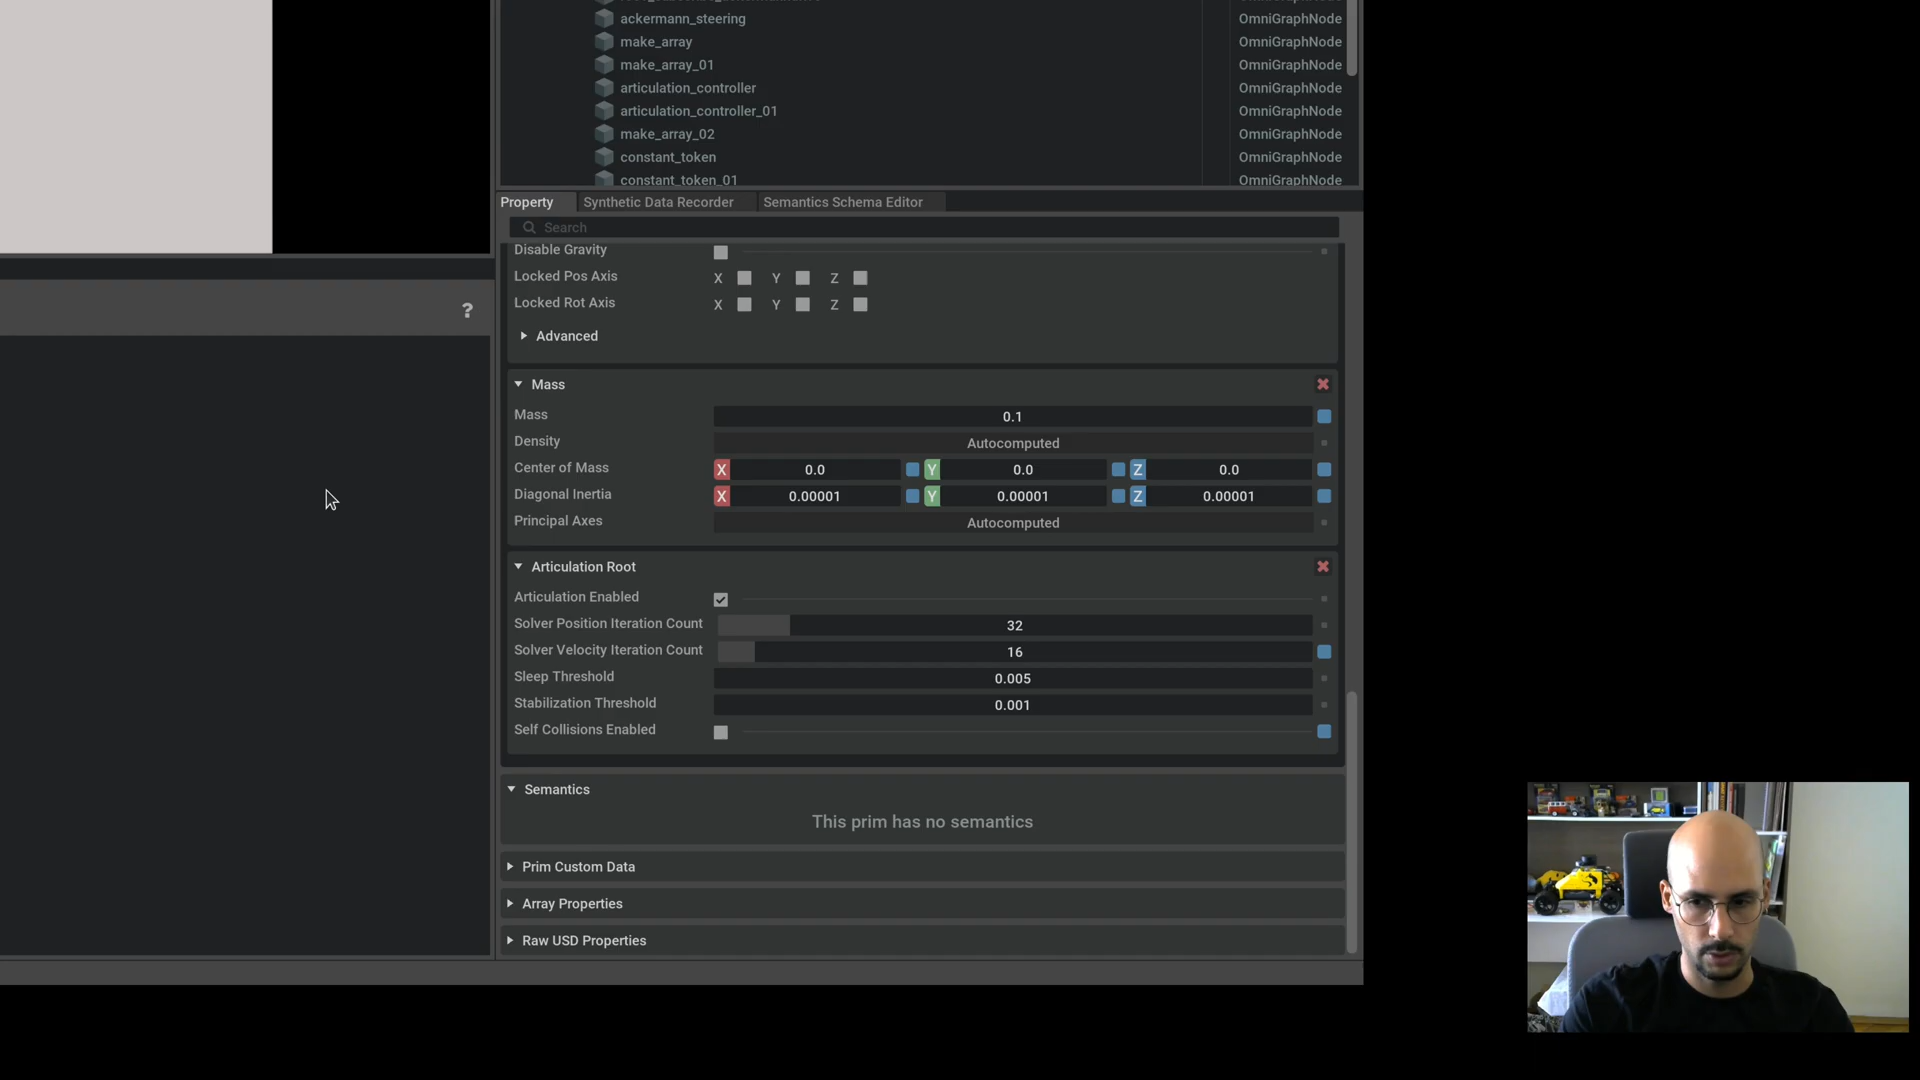 ackermann_steering OmniGraphNode
make_array OmniGraphNode
make_array_01 OmniGraphNode
articulation_controller OmniGraphNode
articulation_controller_01 OmniGraphNode
make_array_02 OmniGraphNode
constant_token OmniGraphNode
constant_token_01 OmniGraphNode
Property Synthetic Data Recorder Semantics Schema Editor
Search
Disable Gravity
Locked Pos Axis X Y Z
Locked Rot Axis X Y Z
Advanced
?
Mass
Mass 0.1
Density Autocomputed
Center of Mass X 0.0 Y 0.0 Z 0.0
Diagonal Inertia X 0.00001 Y 0.00001 Z 0.00001
Principal Axes Autocomputed
Articulation Root
Articulation Enabled
Solver Position Iteration Count 32
Solver Velocity Iteration Count 16
Sleep Threshold 0.005
Stabilization Threshold 0.001
Self Collisions Enabled
Semantics
This prim has no semantics
Prim Custom Data
Array Properties
Raw USD Properties